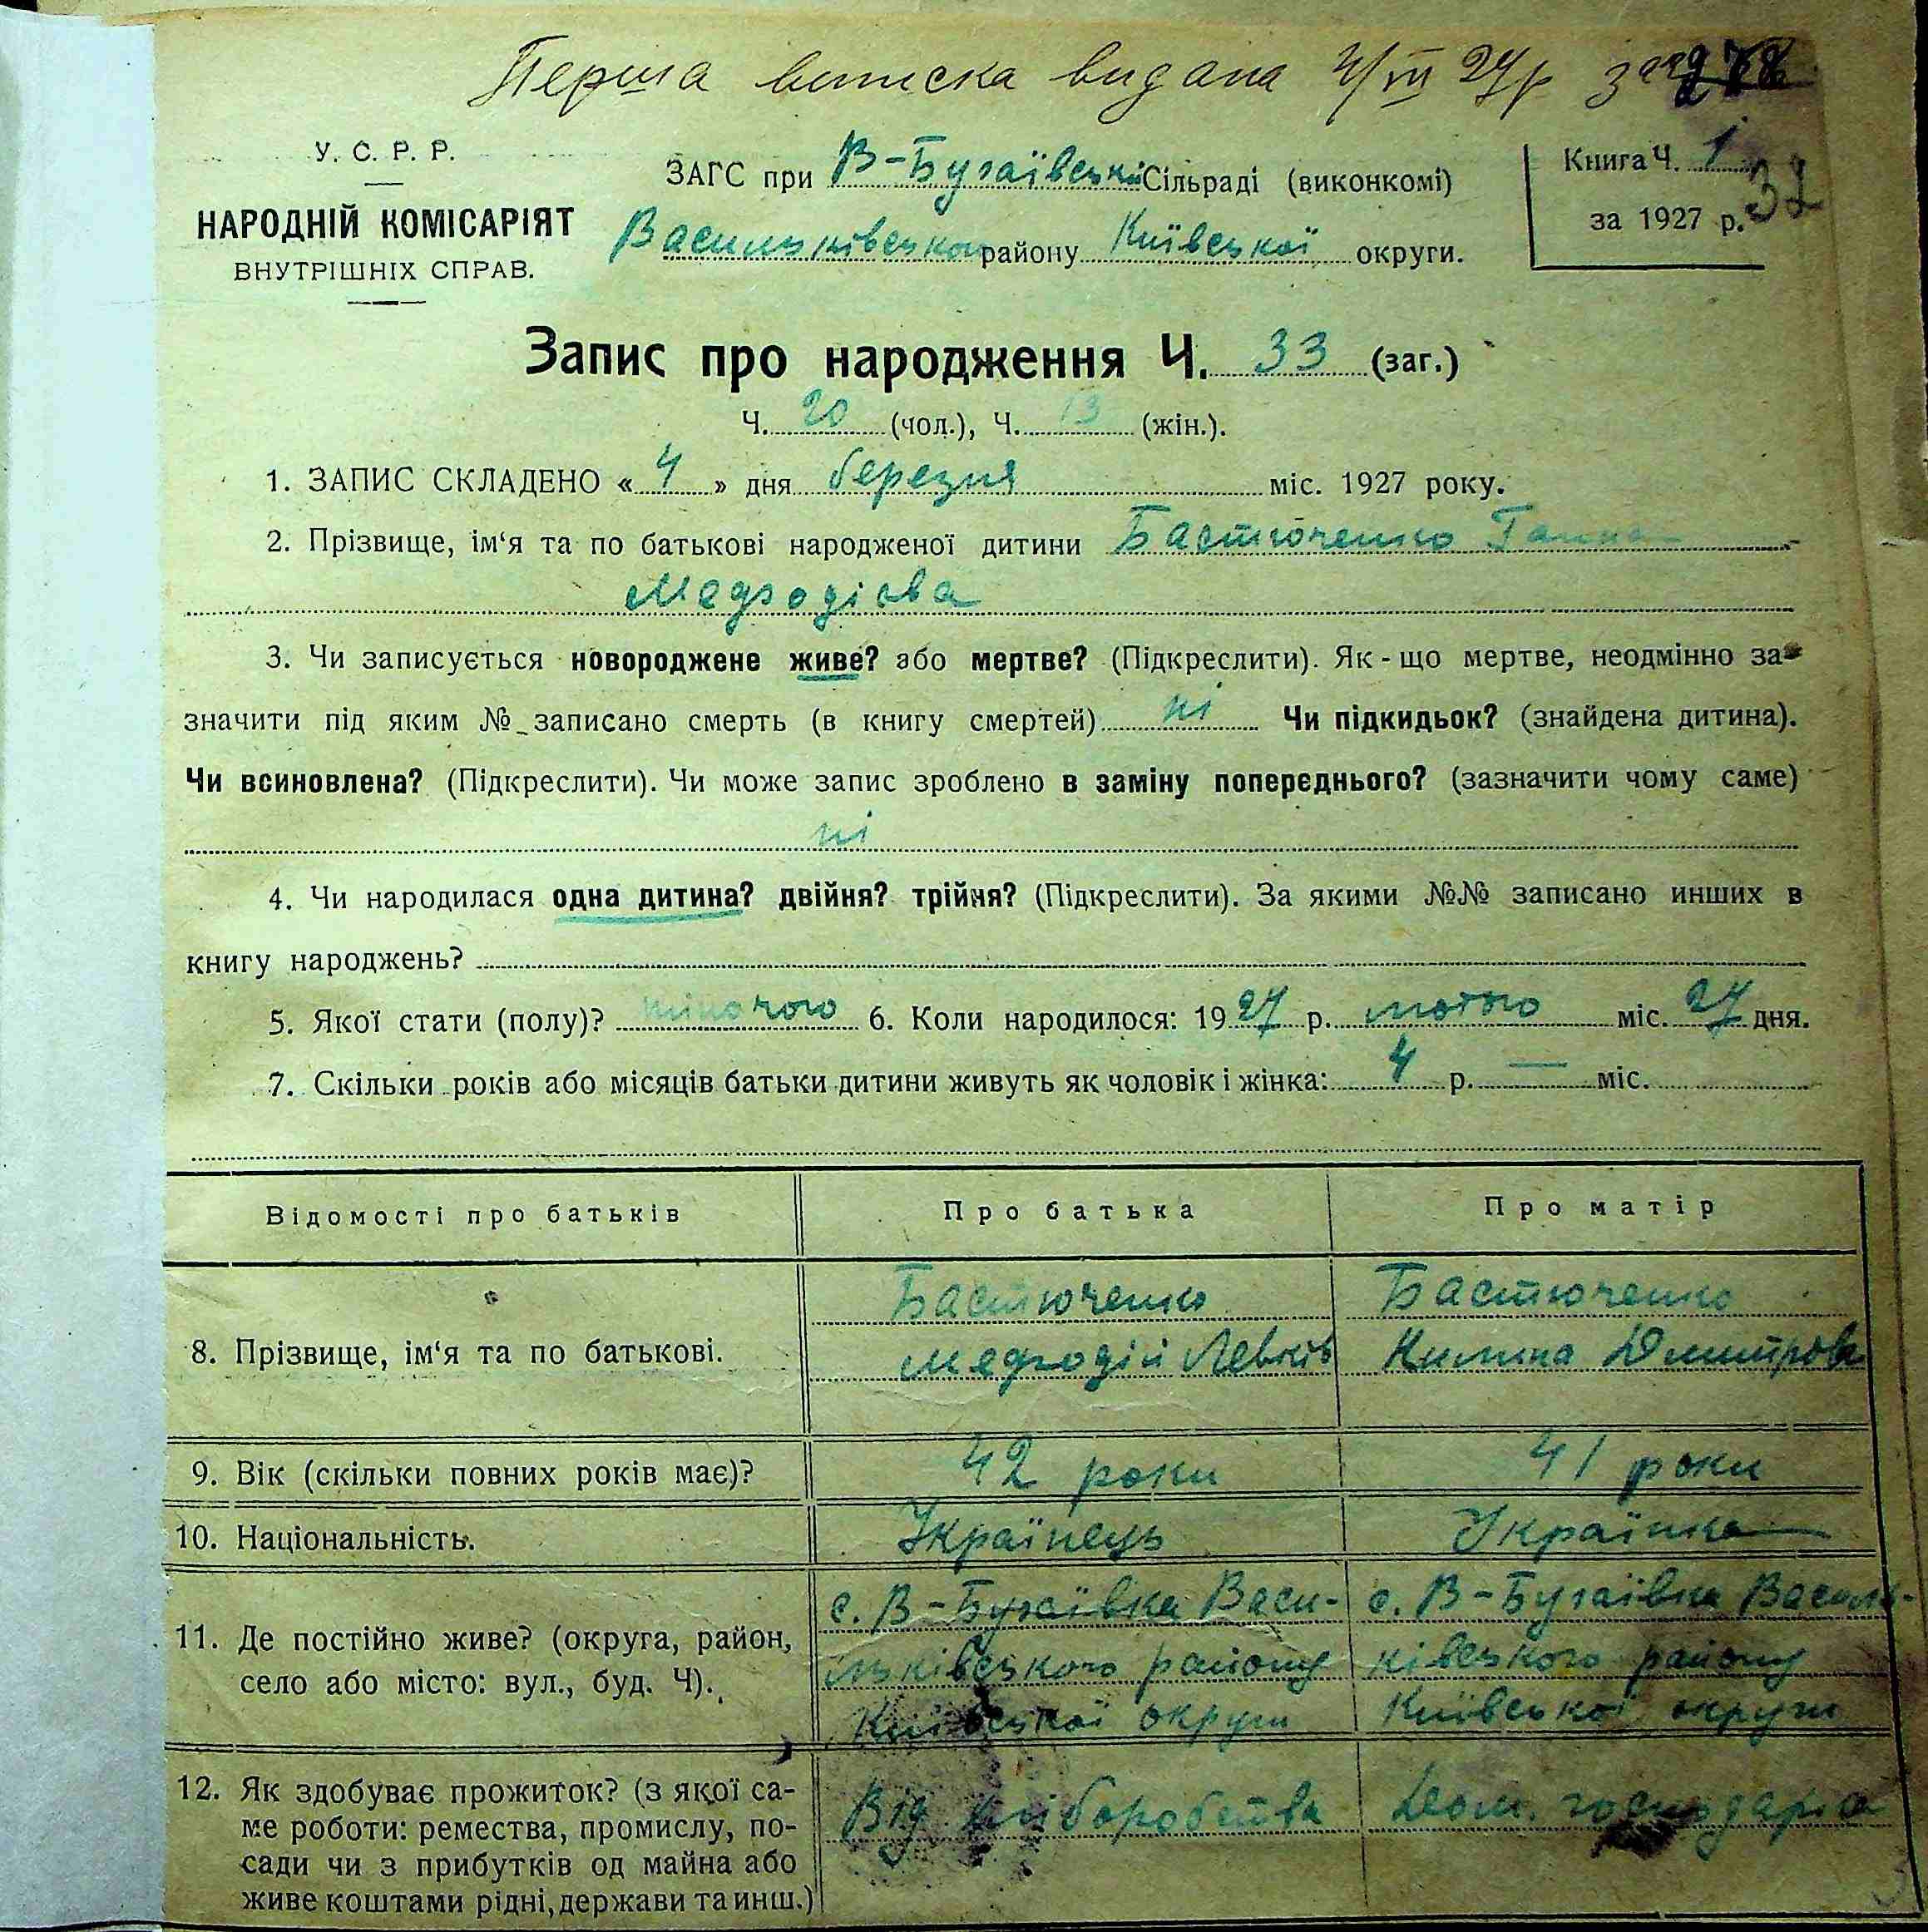 Перша виписка видана 4/VII 27р за
У. С. Р. Р.
НАРОДНІЙ КОМІСАРІЯТ
ВНУТРІШНІХ СПРАВ.
ЗАГС при В-Бугаївській Сільраді (виконкомі)
Васильківського району Київської округи.
Книга Ч. 1
за 1927 р.
Запис про народження Ч. 33 (заг.)
Ч. 20 (чол.), Ч. 13 (жін.).
1. ЗАПИС СКЛАДЕНО « 4 » дня березня міс. 1927 року.
2. Прізвище, ім‘я та по батькові народженої дитини Бастюченко Ганна
Мефодієва
3. Чи записується новороджене живе? або мертве? (Підкреслити). Як-що мертве, неодмінно за-
значити під яким № записано смерть (в книгу смертей) ні Чи підкидьок? (знайдена дитина).
Чи всиновлена? (Підкреслити). Чи може запис зроблено в заміну попереднього? (зазначити чому саме)
ні
4. Чи народилася одна дитина? двійня? трійня? (Підкреслити). За якими №№ записано инших в
книгу народжень?
5. Якої стати (полу)? жіночого 6. Коли народилося: 1927 р. лютого міс. 27 дня.
7. Скільки років або місяців батьки дитини живуть як чоловік і жінка: 4 р. — міс.
Відомості про батьків Про батька Про матір
8. Прізвище, ім‘я та по батькові.
Бастюченко
Мефодій Левків
Бастюченко
Килина Дмитрова
9. Вік (скільки повних років має)? 42 роки 41 роки
10. Національність. Українець Українка
11. Де постійно живе? (округа, район,
село або місто: вул., буд. Ч).
с. В-Бугаївка Васи-
льківського району
Київської округи
с. В-Бугаївка Василь-
ківського району
Київської округи
12. Як здобуває прожиток? (з якої са-
ме роботи: ремества, промислу, по-
сади чи з прибутків од майна або
живе коштами рідні, держави та инш.)
Від хліборобства
Дом. господарка